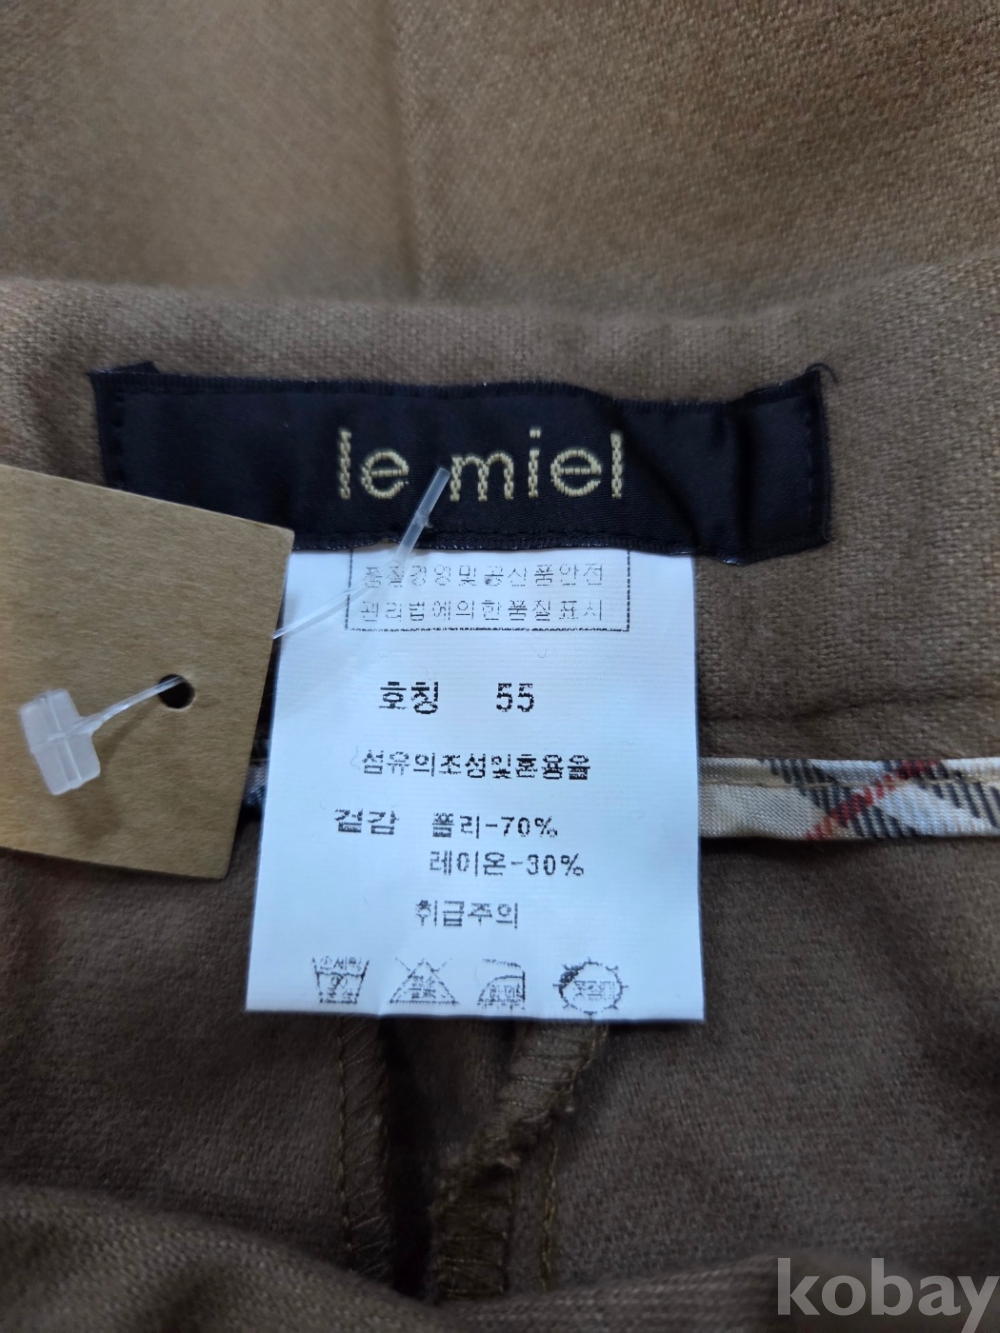 le miel
품질경영및공산품안전
관리법에의한품질표시
호칭 55
섬유의조성및혼용율
겉감 폴리-70%
레이온-30%
취급주의
kobay